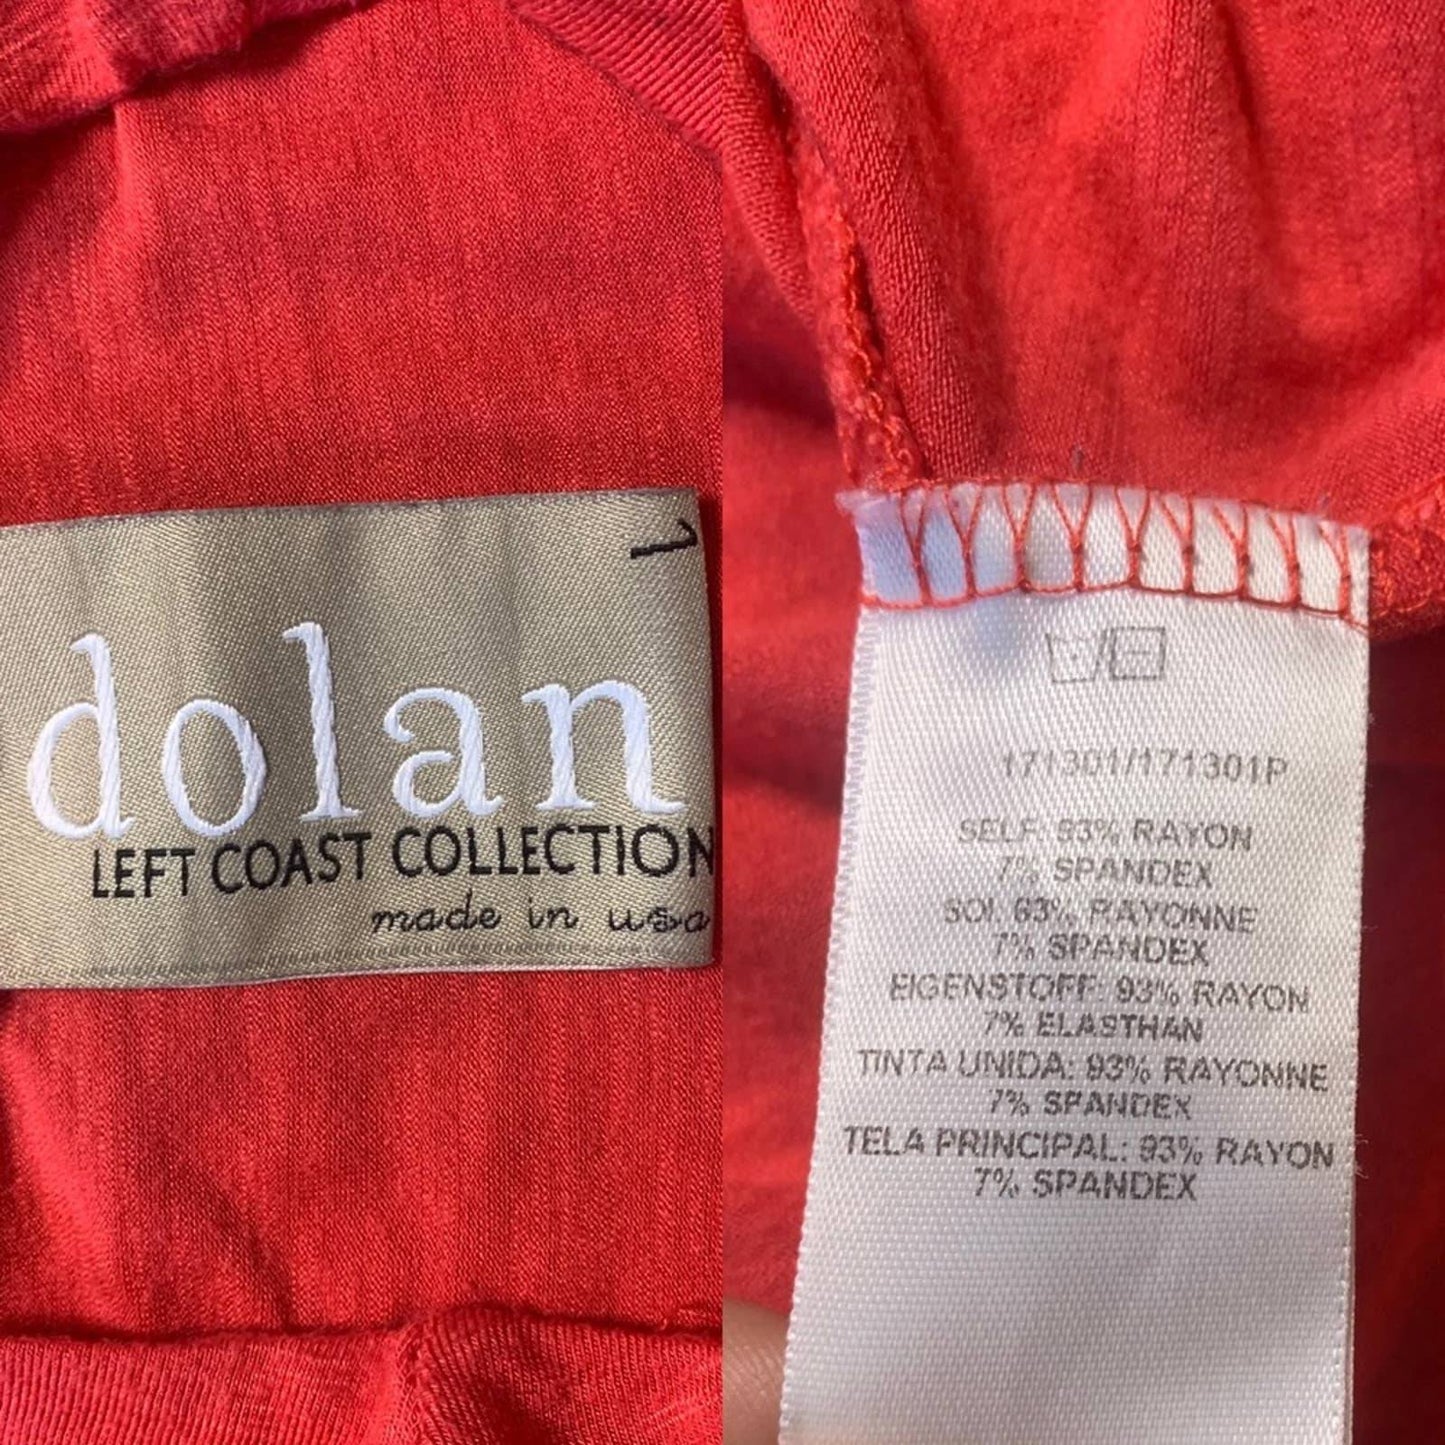 L
dolan
LEFT COAST COLLECTION
made in usa
171301/171301P
SELF: 93% RAYON
7% SPANDEX
SOI: 93% RAYONNE
7% SPANDEX
EIGENSTOFF: 93% RAYON
7% ELASTHAN
TINTA UNIDA: 93% RAYONNE
7% SPANDEX
TELA PRINCIPAL: 93% RAYON
7% SPANDEX